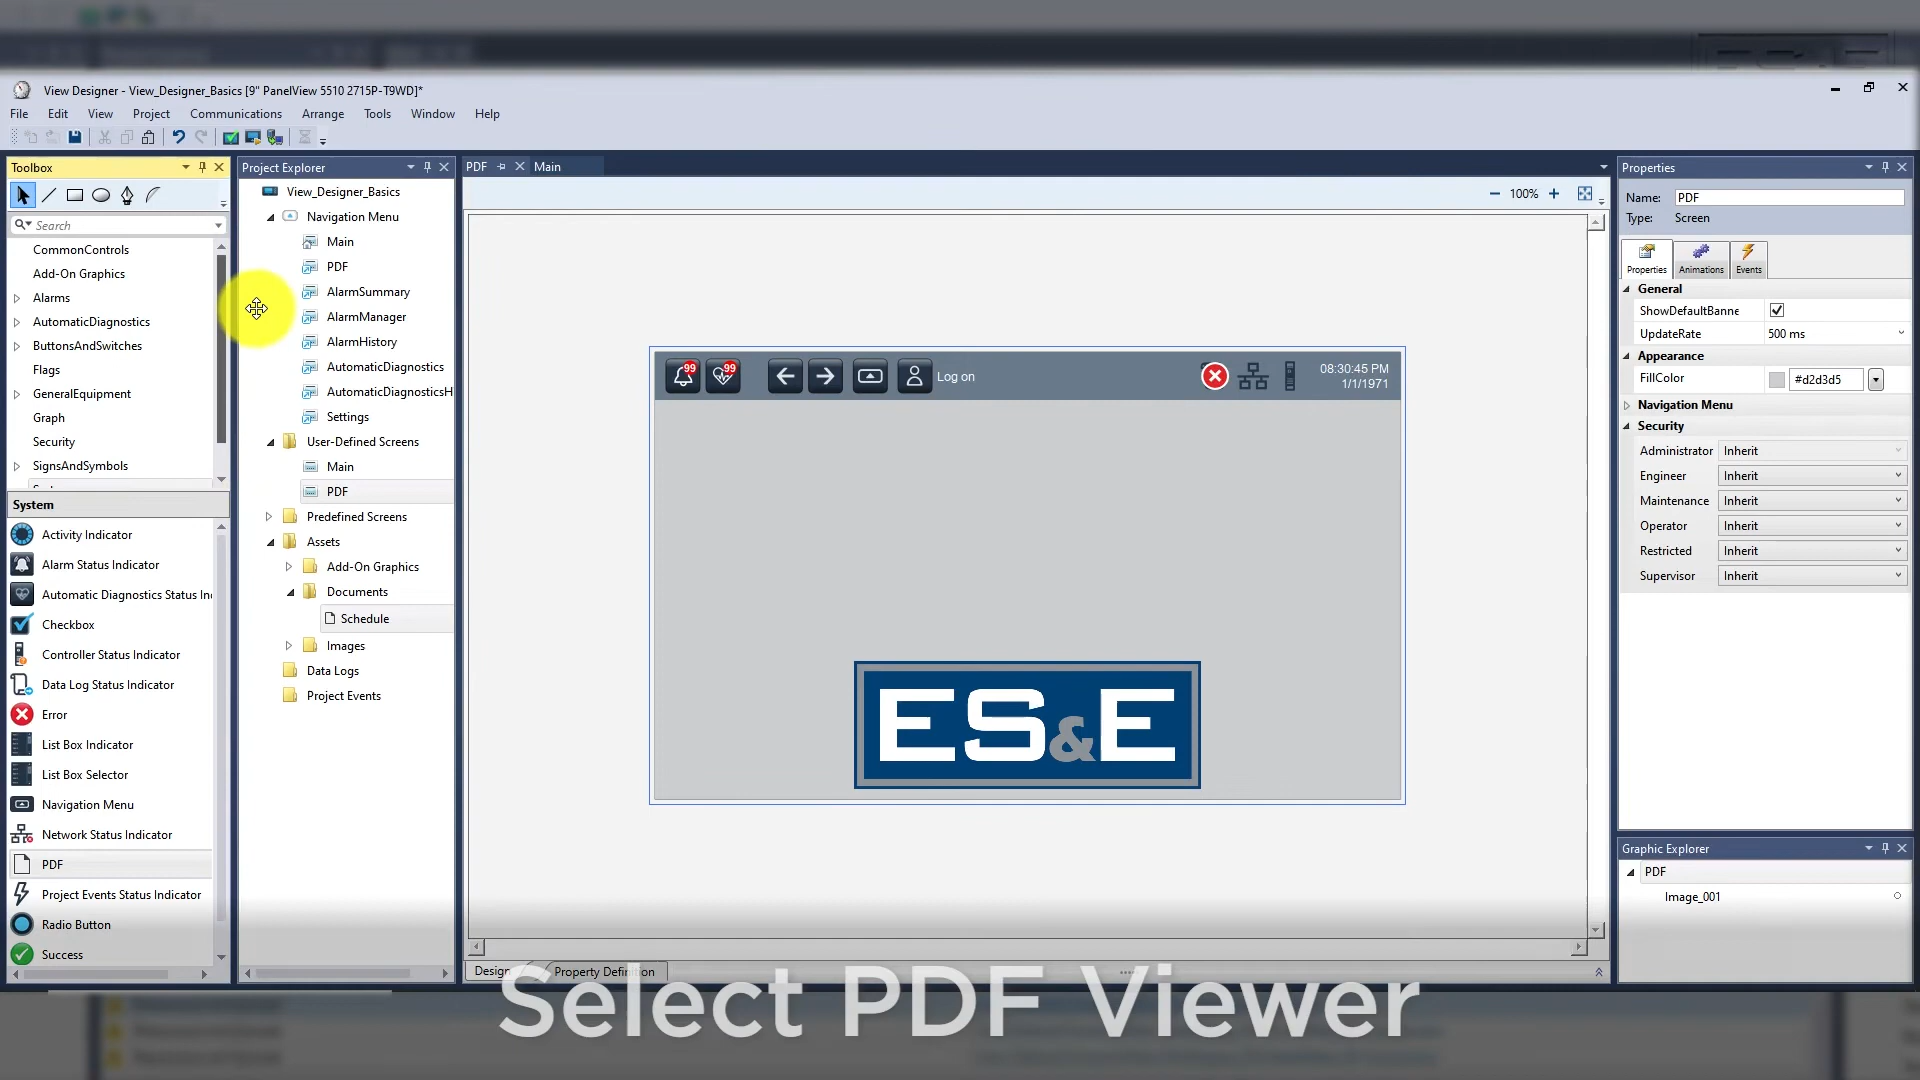 View Designer - View_Designer_Basics [9" PanelView 5510 2715P-T9WD]*
File Edit View Project Communications Arrange Tools Window Help
Toolbox
Search
CommonControls
Add-On Graphics
Alarms
AutomaticDiagnostics
ButtonsAndSwitches
Flags
GeneralEquipment
Graph
Security
SignsAndSymbols
System
Activity Indicator
Alarm Status Indicator
Automatic Diagnostics Status In
Checkbox
Controller Status Indicator
Data Log Status Indicator
Error
List Box Indicator
List Box Selector
Navigation Menu
Network Status Indicator
PDF
Project Events Status Indicator
Radio Button
Success
Project Explorer
View_Designer_Basics
Navigation Menu
Main
PDF
AlarmSummary
AlarmManager
AlarmHistory
AutomaticDiagnostics
AutomaticDiagnosticsH
Settings
User-Defined Screens
Main
PDF
Predefined Screens
Assets
Add-On Graphics
Documents
Schedule
Images
Data Logs
Project Events
PDF Main
100%
99 99 Log on 08:30:45 PM
1/1/1971
ES&E
Design Property Definition
Properties
Name: PDF
Type: Screen
Properties Animations Events
General
ShowDefaultBanne
UpdateRate 500 ms
Appearance
FillColor #d2d3d5
Navigation Menu
Security
Administrator Inherit
Engineer Inherit
Maintenance Inherit
Operator Inherit
Restricted Inherit
Supervisor Inherit
Graphic Explorer
PDF
Image_001
Select PDF Viewer